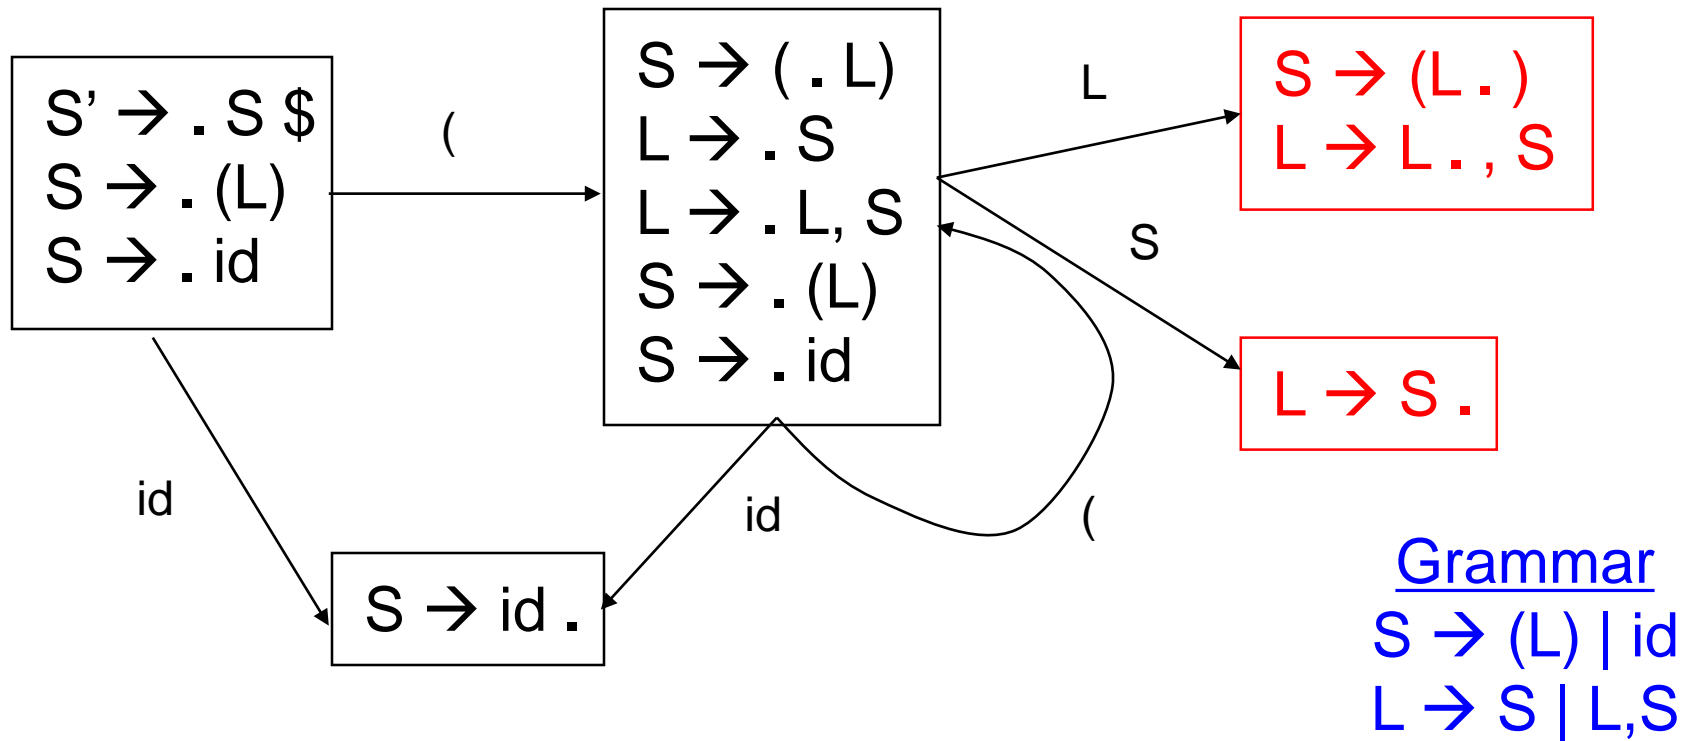 S’ → . S $
S → . (L)
S → . id
(
S → ( . L)
L → . S
L → . L, S
S → . (L)
S → . id
L
S → (L . )
L → L . , S
S
L → S .
id
id
(
S → id .
Grammar
S → (L) | id
L → S | L,S